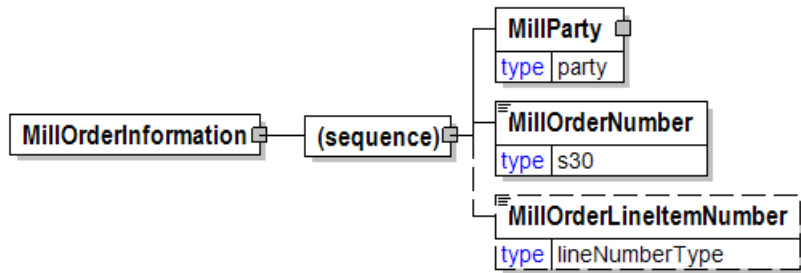 MillOrderInformation
(sequence)
MillParty
type party
MillOrderNumber
type s30
MillOrderLineItemNumber
type lineNumberType